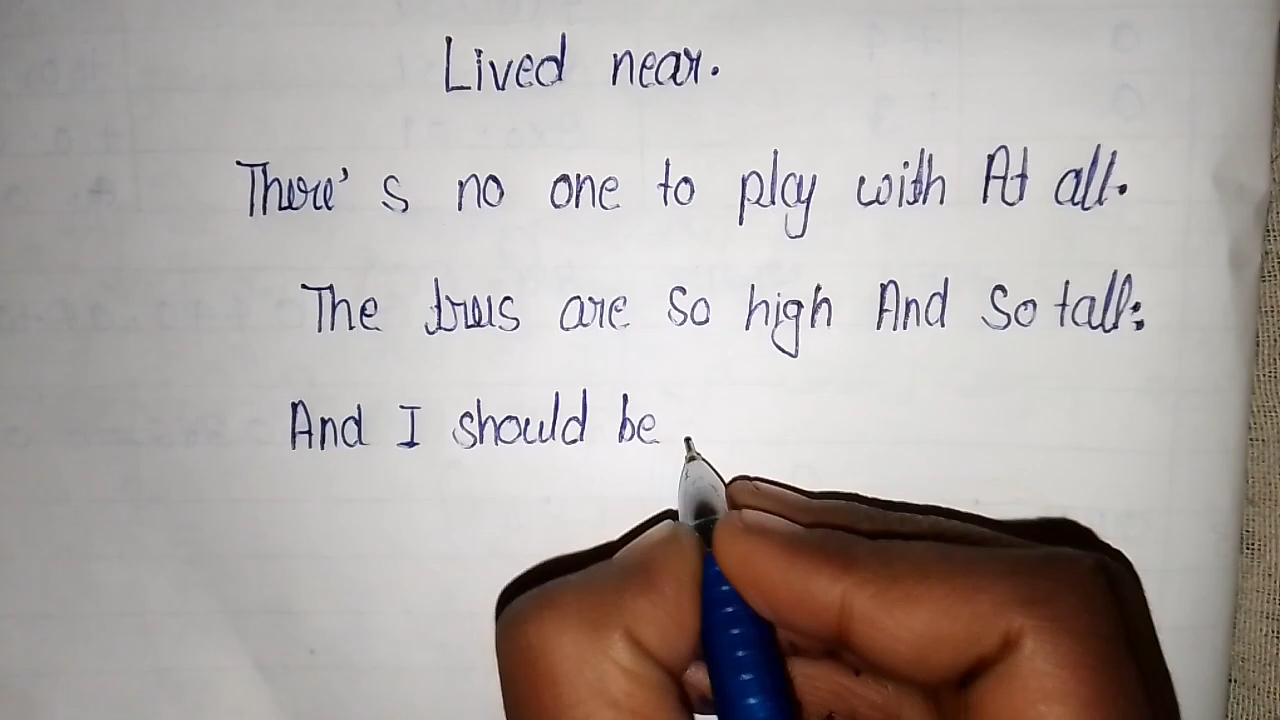 Lived near.
There's no one to play with At all.
The trees are so high And so tall:
And I should be